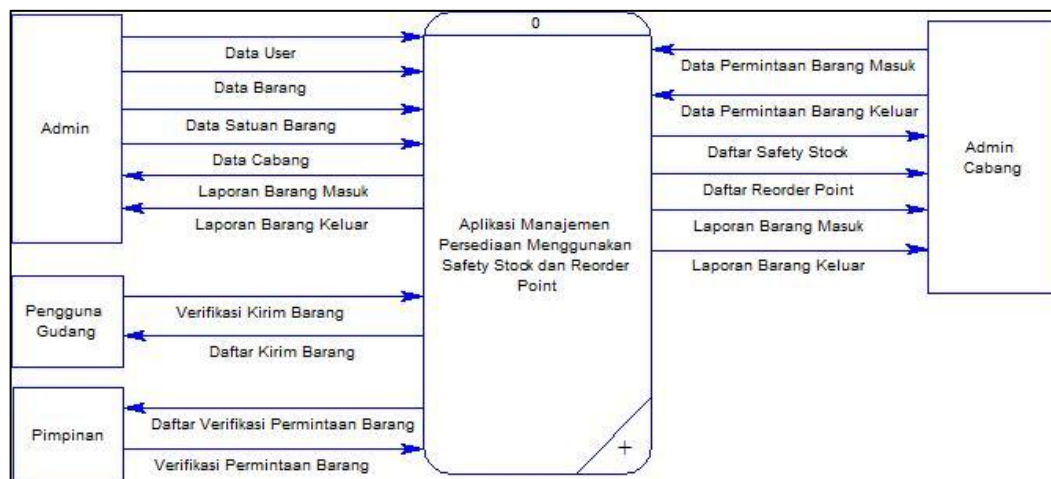 0
Admin
Data User
Data Barang
Data Satuan Barang
Data Cabang
Laporan Barang Masuk
Laporan Barang Keluar
Pengguna
Gudang
Verifikasi Kirim Barang
Daftar Kirim Barang
Pimpinan
Daftar Verifikasi Permintaan Barang
Verifikasi Permintaan Barang
Aplikasi Manajemen
Persediaan Menggunakan
Safety Stock dan Reorder
Point
+
Data Permintaan Barang Masuk
Data Permintaan Barang Keluar
Daftar Safety Stock
Daftar Reorder Point
Laporan Barang Masuk
Laporan Barang Keluar
Admin
Cabang